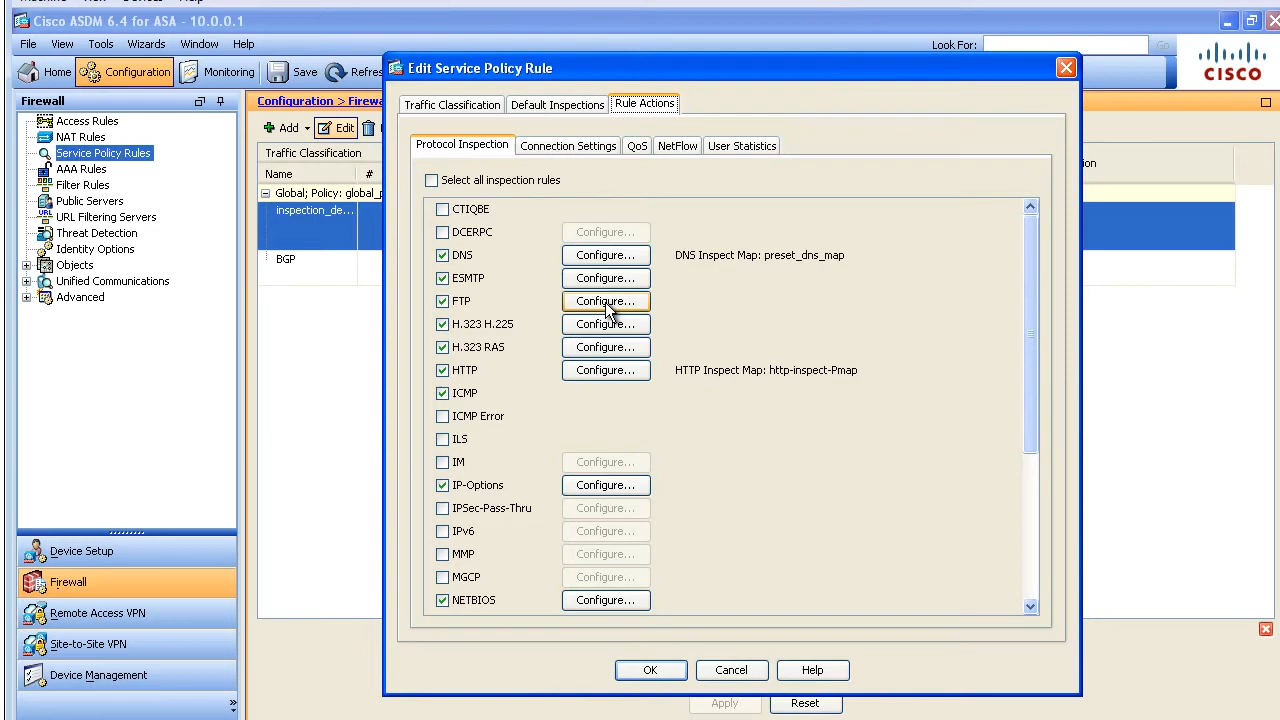 Cisco ASDM 6.4 for ASA - 10.0.0.1
File View Tools Wizards Window Help
Look For: Go
Home Configuration Monitoring Save Refres
CISCO
Firewall
Access Rules
NAT Rules
Service Policy Rules
AAA Rules
Filter Rules
Public Servers
URL Filtering Servers
Threat Detection
Identity Options
Objects
Unified Communications
Advanced
Device Setup
Firewall
Remote Access VPN
Site-to-Site VPN
Device Management
Configuration > Firewa
Add Edit
Traffic Classification
Name #
Global; Policy: global_p
inspection_de...
BGP
Edit Service Policy Rule
Traffic Classification Default Inspections Rule Actions
Protocol Inspection Connection Settings QoS NetFlow User Statistics
Select all inspection rules
CTIQBE
DCERPC Configure...
DNS Configure... DNS Inspect Map: preset_dns_map
ESMTP Configure...
FTP Configure...
H.323 H.225 Configure...
H.323 RAS Configure...
HTTP Configure... HTTP Inspect Map: http-inspect-Pmap
ICMP
ICMP Error
ILS
IM Configure...
IP-Options Configure...
IPSec-Pass-Thru Configure...
IPv6 Configure...
MMP Configure...
MGCP Configure...
NETBIOS Configure...
OK Cancel Help
Apply Reset